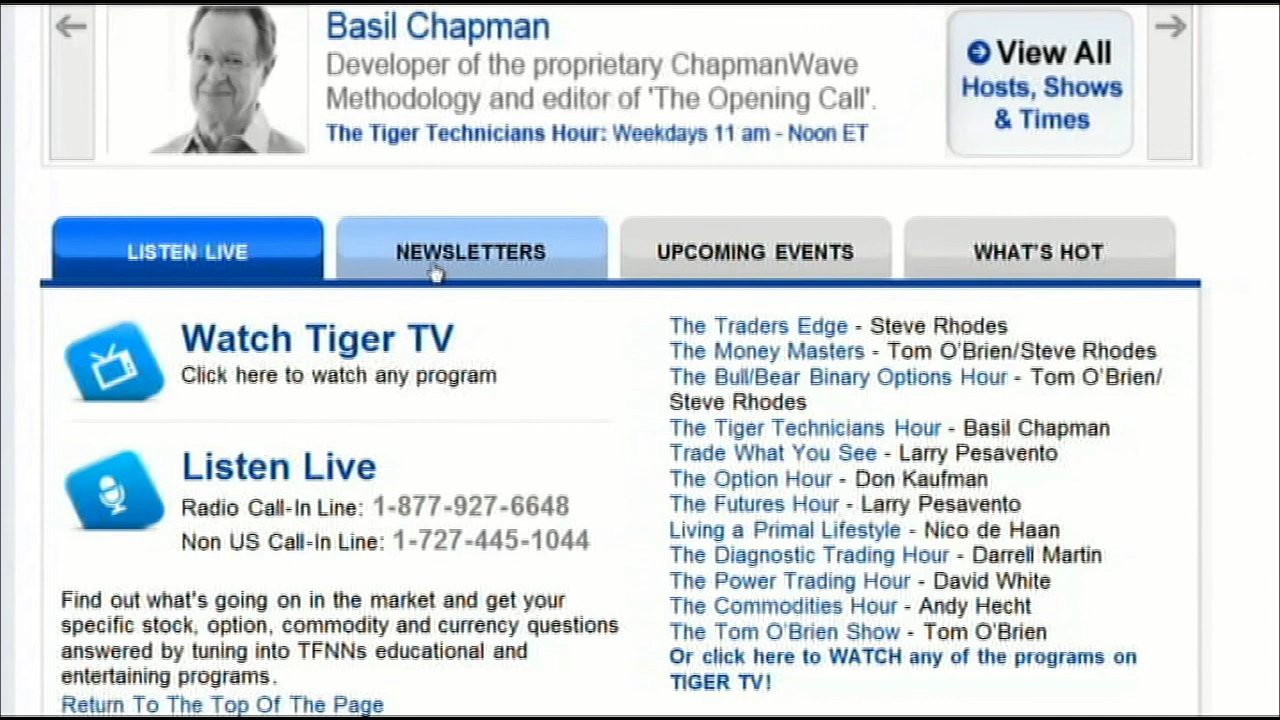 Basil Chapman
Developer of the proprietary ChapmanWave
Methodology and editor of 'The Opening Call'.
The Tiger Technicians Hour: Weekdays 11 am - Noon ET
View All
Hosts, Shows
& Times
LISTEN LIVE
NEWSLETTERS
UPCOMING EVENTS
WHAT'S HOT
Watch Tiger TV
Click here to watch any program
Listen Live
Radio Call-In Line: 1-877-927-6648
Non US Call-In Line: 1-727-445-1044
Find out what's going on in the market and get your
specific stock, option, commodity and currency questions
answered by tuning into TFNNs educational and
entertaining programs.
Return To The Top Of The Page
The Traders Edge - Steve Rhodes
The Money Masters - Tom O'Brien/Steve Rhodes
The Bull/Bear Binary Options Hour - Tom O'Brien/
Steve Rhodes
The Tiger Technicians Hour - Basil Chapman
Trade What You See - Larry Pesavento
The Option Hour - Don Kaufman
The Futures Hour - Larry Pesavento
Living a Primal Lifestyle - Nico de Haan
The Diagnostic Trading Hour - Darrell Martin
The Power Trading Hour - David White
The Commodities Hour - Andy Hecht
The Tom O'Brien Show - Tom O'Brien
Or click here to WATCH any of the programs on
TIGER TV!